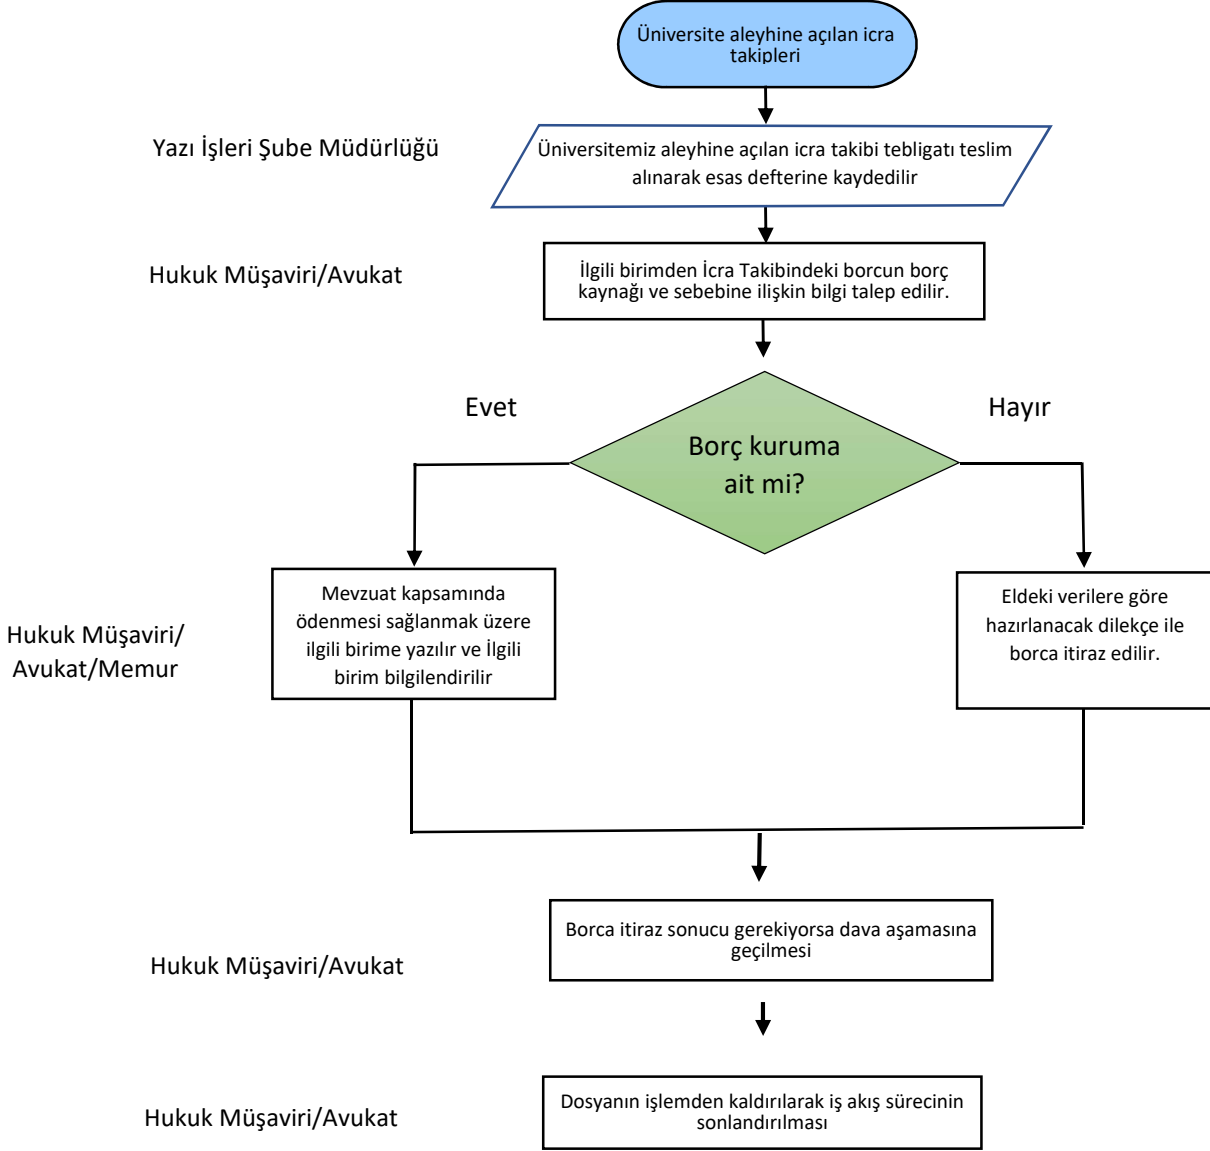 Üniversite aleyhine açılan icra
takipleri
Yazı İşleri Şube Müdürlüğü
Üniversitemiz aleyhine açılan icra takibi tebligatı teslim
alınarak esas defterine kaydedilir
Hukuk Müşaviri/Avukat
İlgili birimden İcra Takibindeki borcun borç
kaynağı ve sebebine ilişkin bilgi talep edilir.
Evet
Hayır
Borç kuruma
ait mi?
Hukuk Müşaviri/
Avukat/Memur
Mevzuat kapsamında
ödenmesi sağlanmak üzere
ilgili birime yazılır ve İlgili
birim bilgilendirilir
Eldeki verilere göre
hazırlanacak dilekçe ile
borca itiraz edilir.
Hukuk Müşaviri/Avukat
Borca itiraz sonucu gerekiyorsa dava aşamasına
geçilmesi
Hukuk Müşaviri/Avukat
Dosyanın işlemden kaldırılarak iş akış sürecinin
sonlandırılması